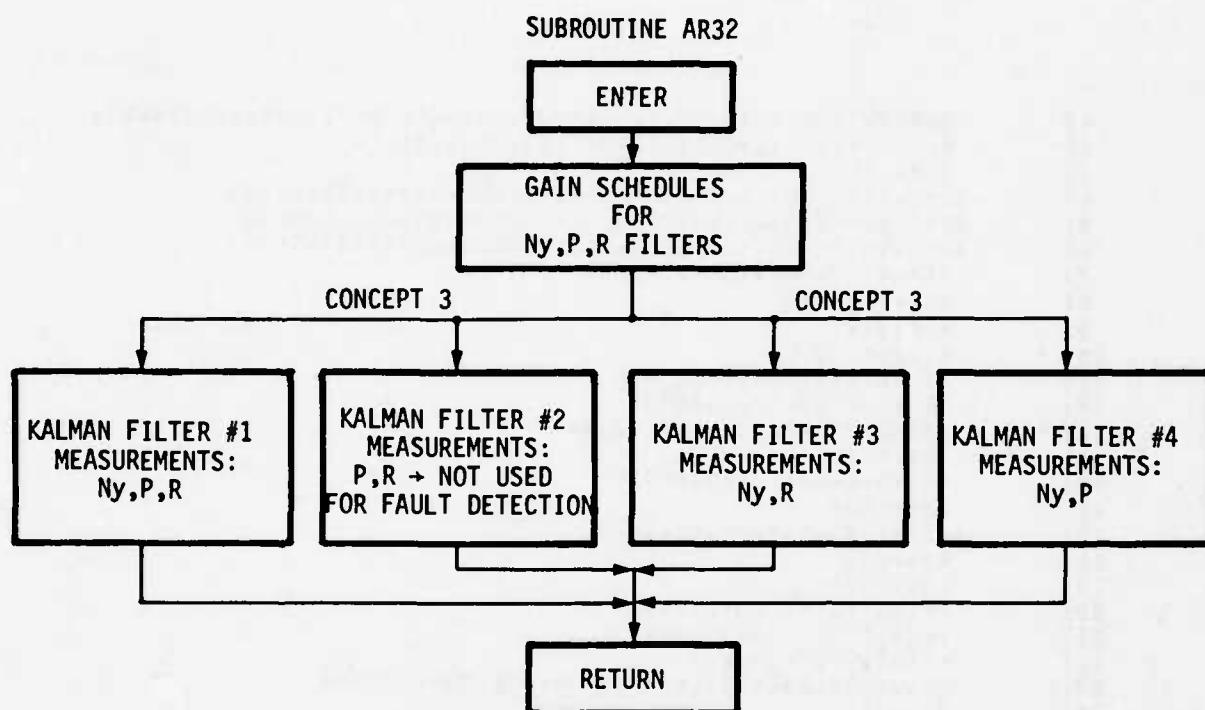 SUBROUTINE AR32
ENTER
GAIN SCHEDULES
FOR
Ny,P,R FILTERS
CONCEPT 3
CONCEPT 3
KALMAN FILTER #1
MEASUREMENTS:
Ny,P,R
KALMAN FILTER #2
MEASUREMENTS:
P,R → NOT USED
FOR FAULT DETECTION
KALMAN FILTER #3
MEASUREMENTS:
Ny,R
KALMAN FILTER #4
MEASUREMENTS:
Ny,P
RETURN